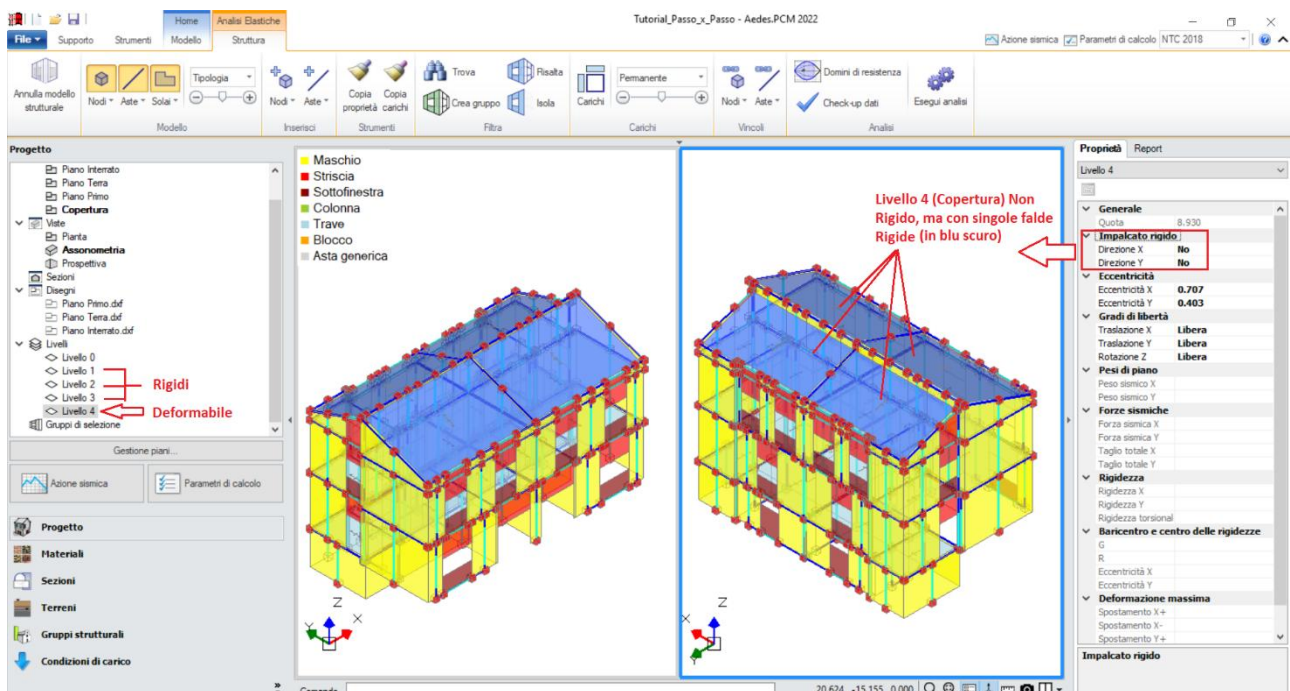 Tutorial_Passo_x_Passo - Aedes.PCM 2022
Home
Analisi Elastiche
File
Supporto
Strumenti
Modello
Struttura
Azione sismica
Parametri di calcolo
NTC 2018
Annulla modello
strutturale
Nodi
Aste
Solai
Tipologia
Modello
Nodi
Aste
Inserisci
Copia
proprietà
Copia
carichi
Strumenti
Trova
Crea gruppo
Risalta
Isola
Filtra
Carichi
Permanente
Carichi
Nodi
Aste
Vincoli
Domini di resistenza
Check-up dati
Esegui analisi
Analisi
Progetto
Piano Interrato
Piano Terra
Piano Primo
Copertura
Viste
Pianta
Assonometria
Prospettiva
Sezioni
Disegni
Piano Primo.dxf
Piano Terra.dxf
Piano Interrato.dxf
Livelli
Livello 0
Livello 1
Livello 2
Livello 3
Livello 4
Gruppi di selezione
Rigidi
Deformabile
Gestione piani...
Azione sismica
Parametri di calcolo
Progetto
Materiali
Sezioni
Terreni
Gruppi strutturali
Condizioni di carico
Maschio
Striscia
Sottofinestra
Colonna
Trave
Blocco
Asta generica
Z
X
Y
Livello 4 (Copertura) Non
Rigido, ma con singole falde
Rigide (in blu scuro)
Z
X
Y
Comando
20.624 -15.155 0.000
Proprietà
Report
Livello 4
Generale
Quota 8.930
Impalcato rigido
Direzione X No
Direzione Y No
Eccentricità
Eccentricità X 0.707
Eccentricità Y 0.403
Gradi di libertà
Traslazione X Libera
Traslazione Y Libera
Rotazione Z Libera
Pesi di piano
Peso sismico X
Peso sismico Y
Forze sismiche
Forza sismica X
Forza sismica Y
Taglio totale X
Taglio totale Y
Rigidezza
Rigidezza X
Rigidezza Y
Rigidezza torsional
Baricentro e centro delle rigidezze
G
R
Eccentricità X
Eccentricità Y
Deformazione massima
Spostamento X+
Spostamento X-
Spostamento Y+
Impalcato rigido